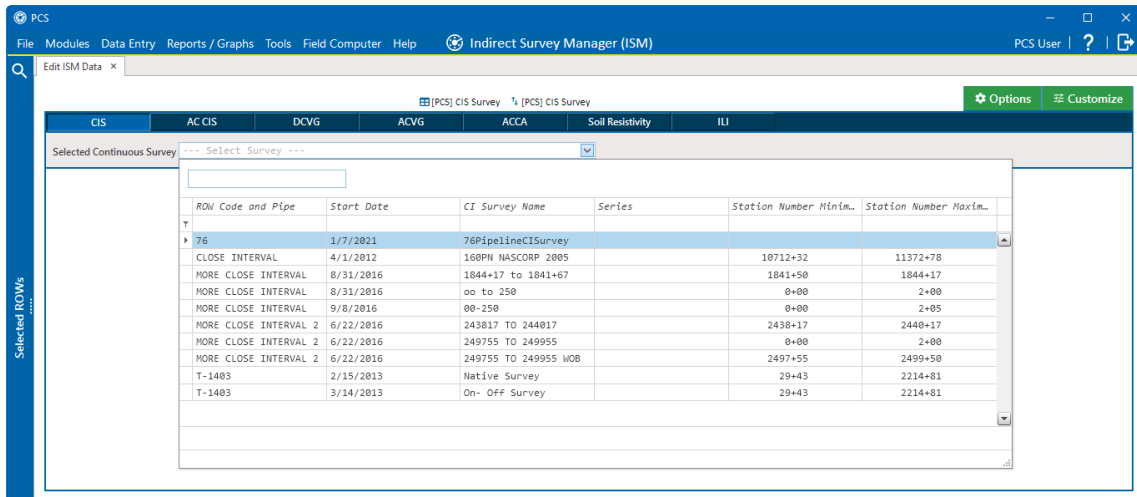 PCS
File Modules Data Entry Reports / Graphs Tools Field Computer Help Indirect Survey Manager (ISM) PCS User | ? |
Edit ISM Data ×
[PCS] CIS Survey [PCS] CIS Survey Options Customize
CIS AC CIS DCVG ACVG ACCA Soil Resistivity ILI
Selected Continuous Survey --- Select Survey ---
ROW Code and Pipe Start Date CI Survey Name Series Station Number Minim... Station Number Maxim...
76 1/7/2021 76PipelineCISurvey
CLOSE INTERVAL 4/1/2012 160PN NASCORP 2005 10712+32 11372+78
MORE CLOSE INTERVAL 8/31/2016 1844+17 to 1841+67 1841+50 1844+17
MORE CLOSE INTERVAL 8/31/2016 oo to 250 0+00 2+00
MORE CLOSE INTERVAL 9/8/2016 00-250 0+00 2+05
MORE CLOSE INTERVAL 2 6/22/2016 243817 TO 244017 2438+17 2440+17
MORE CLOSE INTERVAL 2 6/22/2016 249755 TO 249955 0+00 2+00
MORE CLOSE INTERVAL 2 6/22/2016 249755 TO 249955 WOB 2497+55 2499+50
T-1403 2/15/2013 Native Survey 29+43 2214+81
T-1403 3/14/2013 On- Off Survey 29+43 2214+81
Selected ROWs